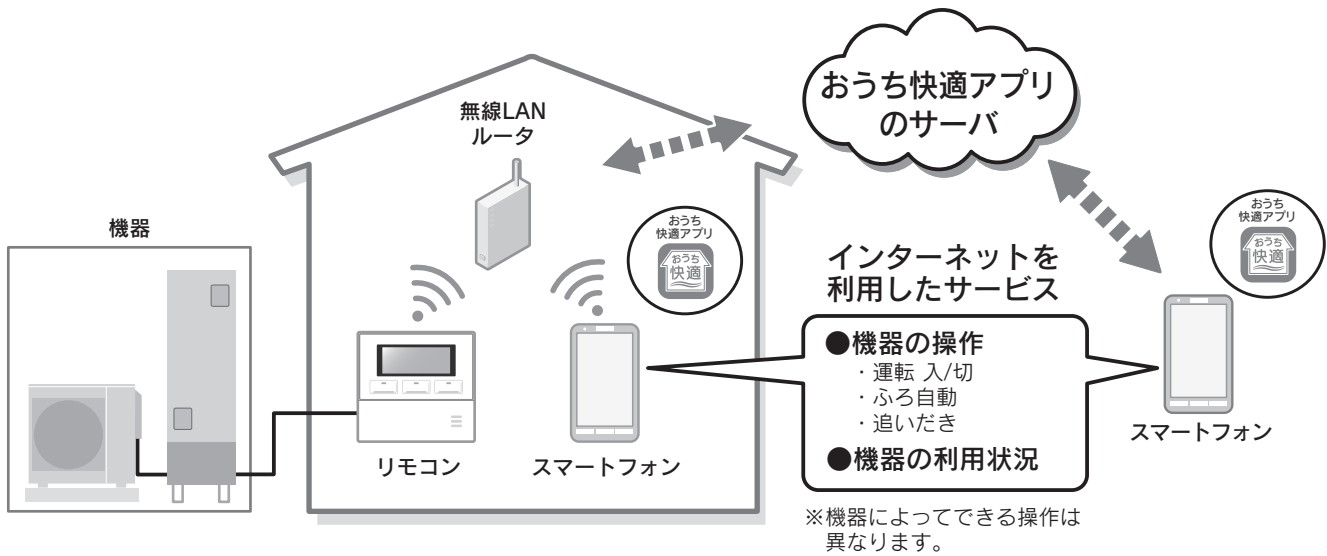 おうち快適アプリ
のサーバ
無線LAN
ルータ
機器
おうち
快適アプリ
おうち
快適
おうち
快適アプリ
おうち
快適
インターネットを
利用したサービス
●機器の操作
・運転 入/切
・ふろ自動
・追いだき
●機器の利用状況
リモコン
スマートフォン
スマートフォン
※機器によってできる操作は
異なります。